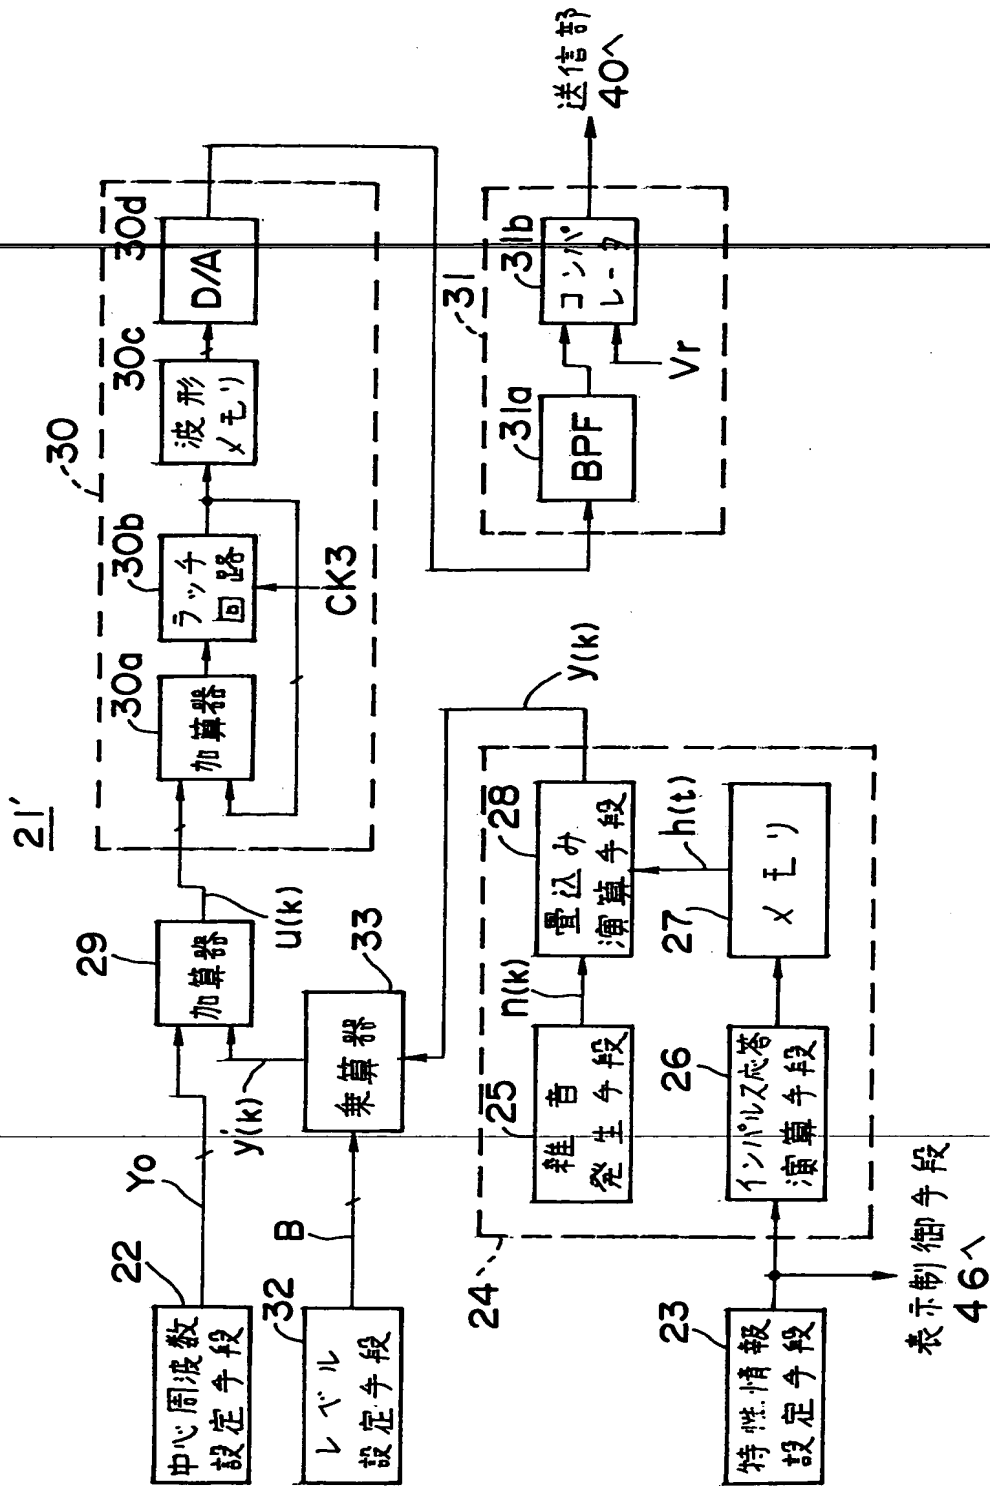 21'
22
中心周波数
設定手段
Yo
29
加算器
u(k)
30
30a
加算器
30b
ラッチ
回路
CK3
30c
波形
メモリ
30d
D/A
32
レベル
設定手段
B
33
乗算器
y'(k)
31
31a
BPF
31b
コンパ
レータ
Vr
送信部
40へ
24
25
雑音
発生手段
n(k)
28
畳込み
演算手段
y(k)
23
特性情報
設定手段
26
インパルス応答
演算手段
27
メモリ
h(t)
表示制御手段
46へ